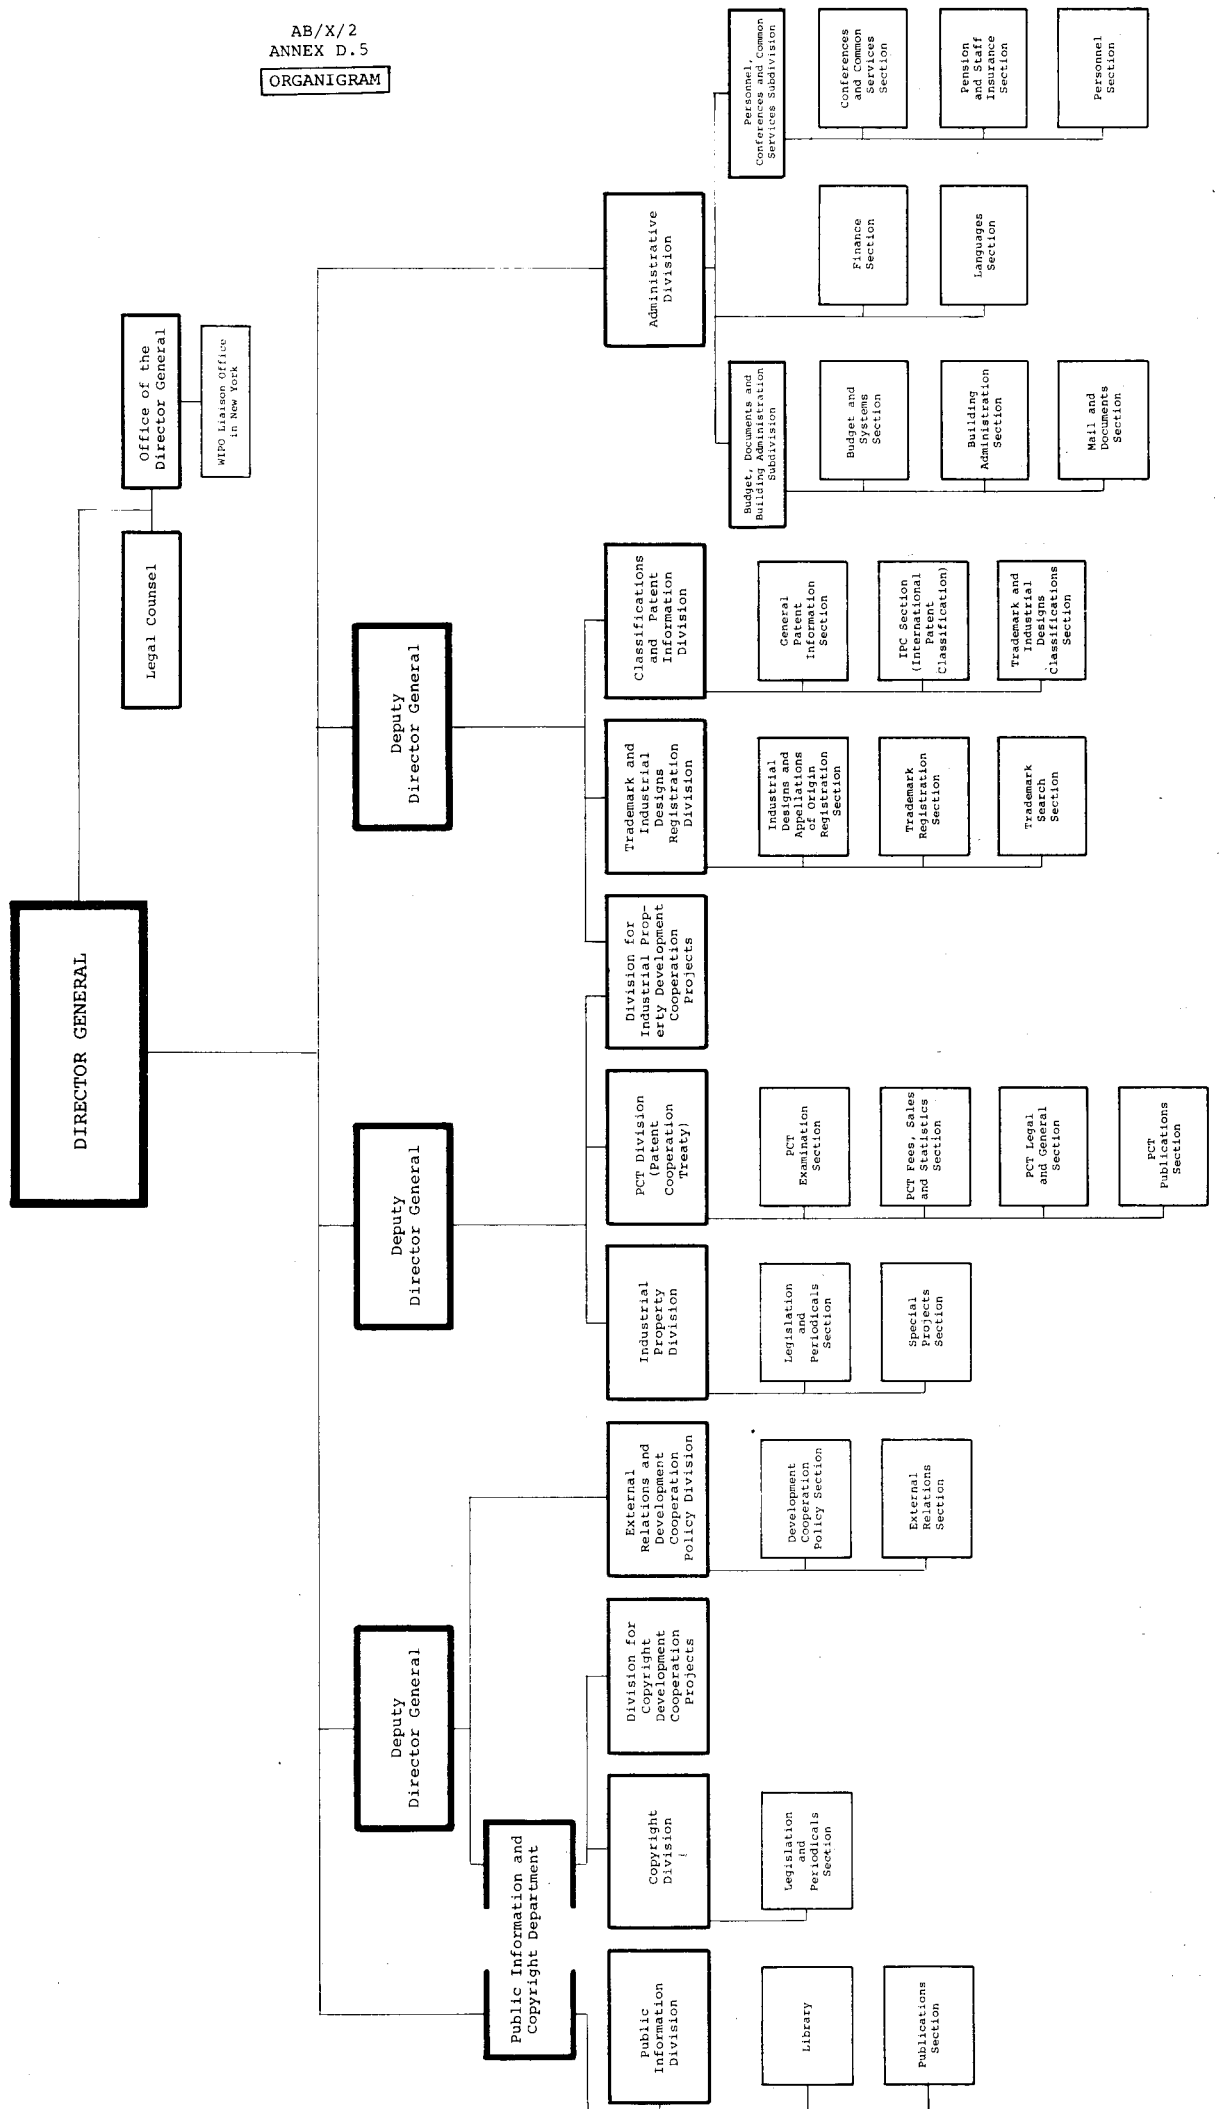 AB/X/2
ANNEX D.5
ORGANIGRAM
DIRECTOR GENERAL
Legal Counsel
Office of the
Director General
WIPO Liaison Office
in New York
Deputy
Director General
Deputy
Director General
Deputy
Director General
Public Information and
Copyright Department
Public
Information
Division
Library
Publications
Section
Copyright
Division
Legislation
and
Periodicals
Section
Division for
Copyright
Development
Cooperation
Projects
External
Relations and
Development
Cooperation
Policy Division
Development
Cooperation
Policy Section
External
Relations
Section
Industrial
Property
Division
Legislation
and
Periodicals
Section
Special
Projects
Section
PCT Division
(Patent
Cooperation
Treaty)
PCT
Examination
Section
PCT Fees, Sales
and Statistics
Section
PCT Legal
and General
Section
PCT
Publications
Section
Division for
Industrial Prop-
erty Development
Cooperation
Projects
Trademark and
Industrial
Designs
Registration
Division
Industrial
Designs and
Appellations
of Origin
Registration
Section
Trademark
Registration
Section
Trademark
Search
Section
Classifications
and Patent
Information
Division
General
Patent
Information
Section
IPC Section
(International
Patent
Classification)
Trademark and
Industrial
Designs
Classifications
Section
Administrative
Division
Budget, Documents and
Building Administration
Subdivision
Budget and
Systems
Section
Building
Administration
Section
Mail and
Documents
Section
Finance
Section
Languages
Section
Personnel,
Conferences and Common
Services Subdivision
Conferences
and Common
Services
Section
Pension
and Staff
Insurance
Section
Personnel
Section